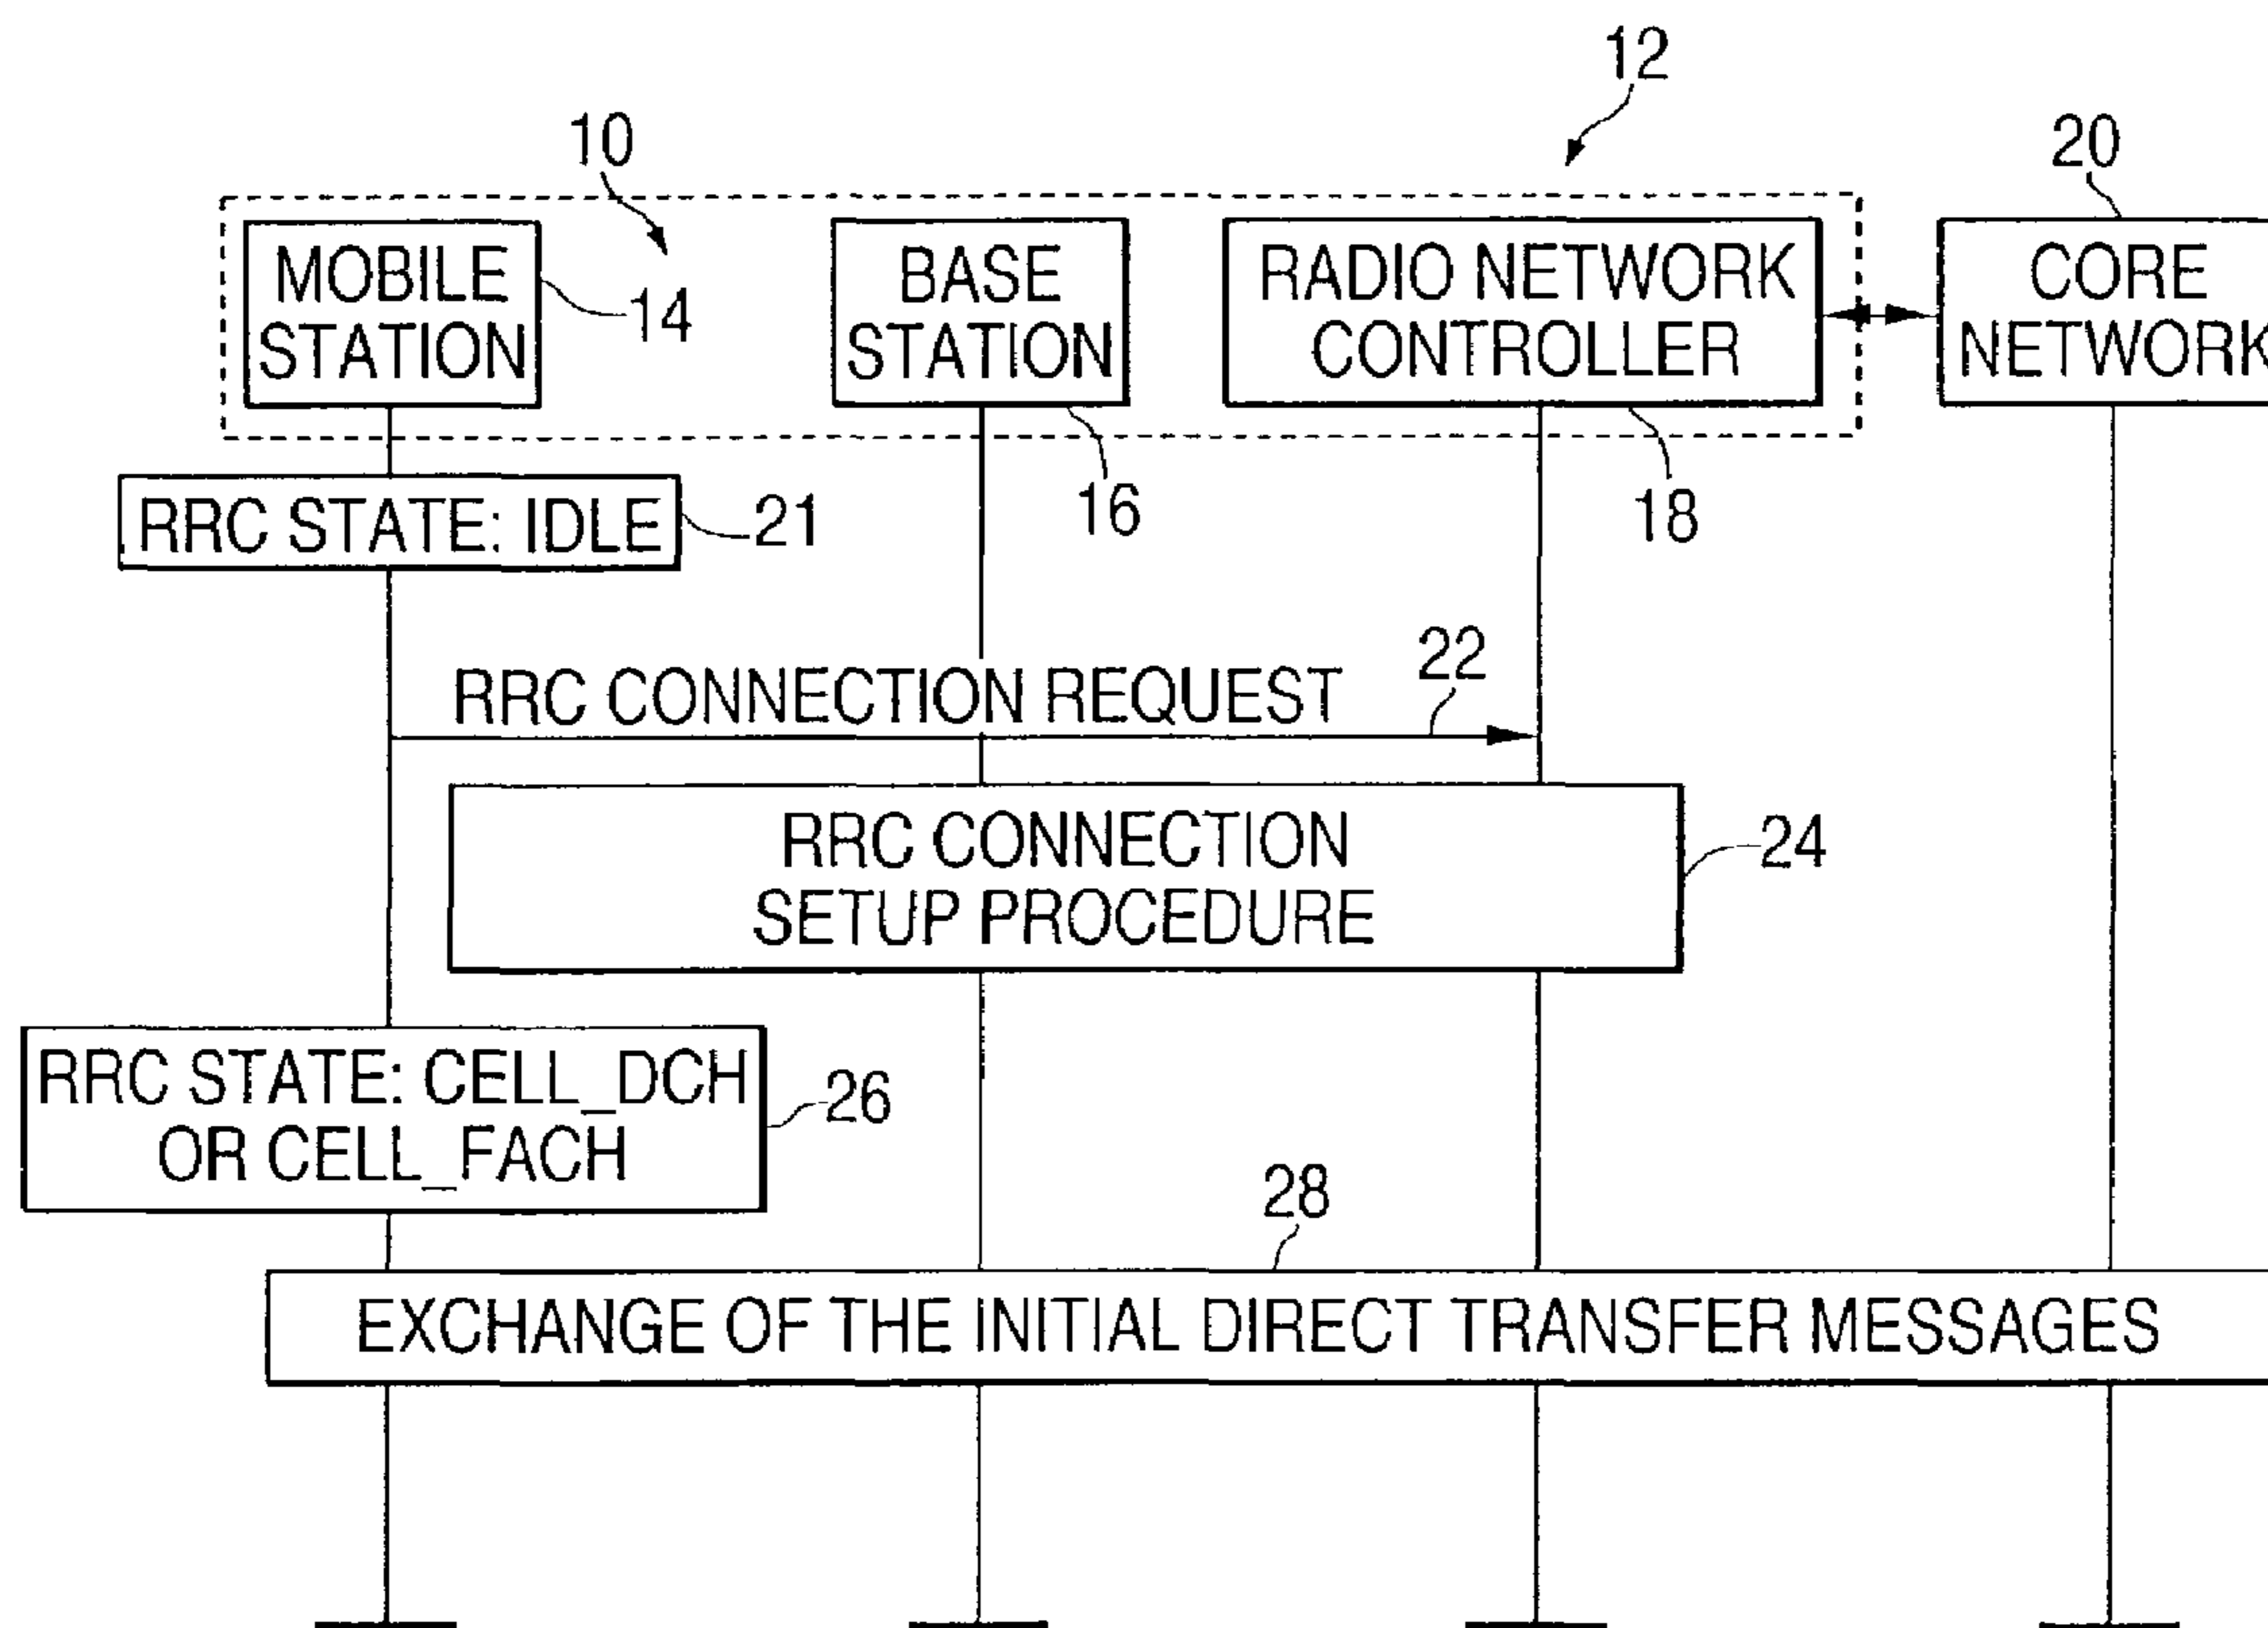 12
10
20
MOBILE
STATION
14
BASE
STATION
RADIO NETWORK
CONTROLLER
CORE
NETWORK
16
18
RRC STATE: IDLE
21
RRC CONNECTION REQUEST
22
RRC CONNECTION
SETUP PROCEDURE
24
RRC STATE: CELL_DCH
OR CELL_FACH
26
28
EXCHANGE OF THE INITIAL DIRECT TRANSFER MESSAGES